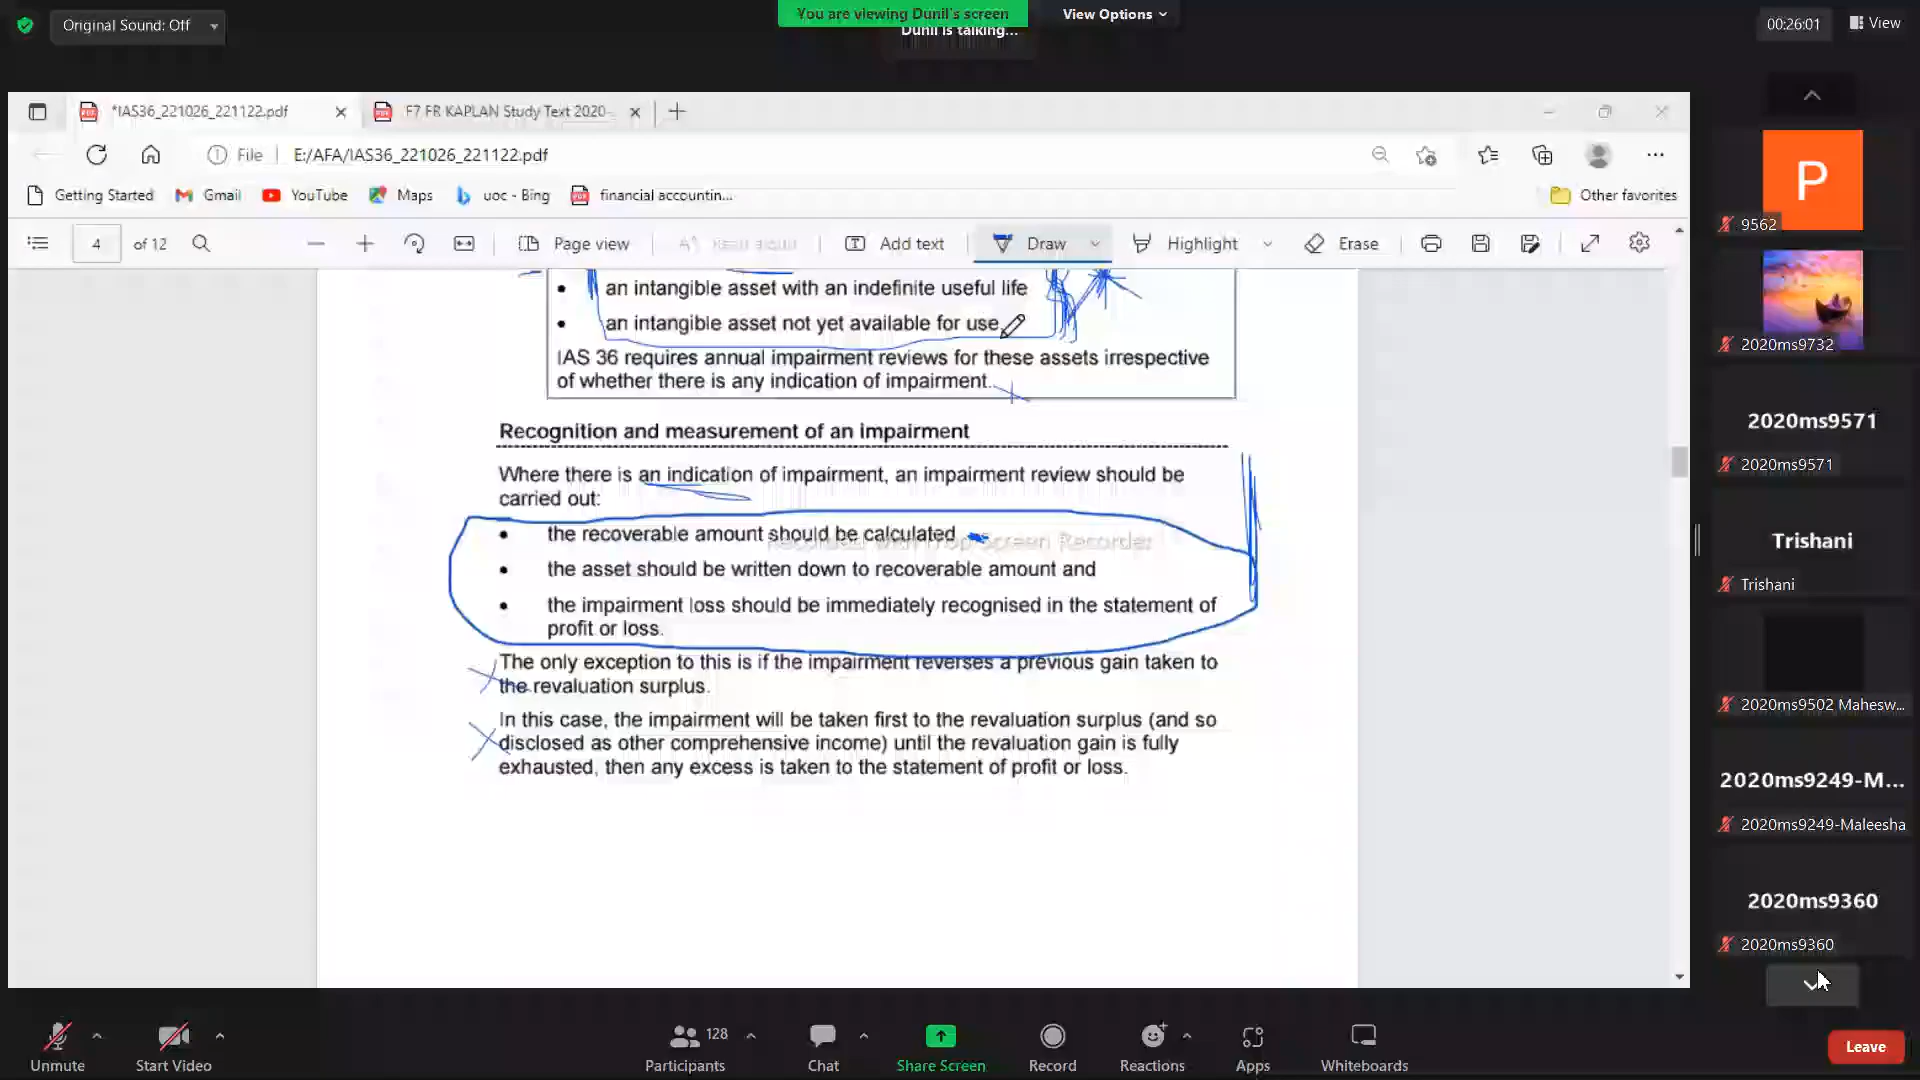 Original Sound: Off
You are viewing Dunil's screen
View Options
Dunil is talking...
00:26:01
View
*IAS36_221026_221122.pdf
F7 FR KAPLAN Study Text 2020-
File
E:/AFA/IAS36_221026_221122.pdf
Getting Started
Gmail
YouTube
Maps
uoc - Bing
financial accountin...
Other favorites
4
of 12
Page view
Read aloud
Add text
Draw
Highlight
Erase
• an intangible asset with an indefinite useful life
• an intangible asset not yet available for use
IAS 36 requires annual impairment reviews for these assets irrespective
of whether there is any indication of impairment.
Recognition and measurement of an impairment
Where there is an indication of impairment, an impairment review should be
carried out:
• the recoverable amount should be calculated
• the asset should be written down to recoverable amount and
• the impairment loss should be immediately recognised in the statement of
profit or loss.
The only exception to this is if the impairment reverses a previous gain taken to
the revaluation surplus.
In this case, the impairment will be taken first to the revaluation surplus (and so
disclosed as other comprehensive income) until the revaluation gain is fully
exhausted, then any excess is taken to the statement of profit or loss.
P
9562
2020ms9732
2020ms9571
2020ms9571
Trishani
Trishani
2020ms9502 Mahesw...
2020ms9249-M...
2020ms9249-Maleesha
2020ms9360
2020ms9360
Unmute
Start Video
128
Participants
Chat
Share Screen
Record
Reactions
Apps
Whiteboards
Leave